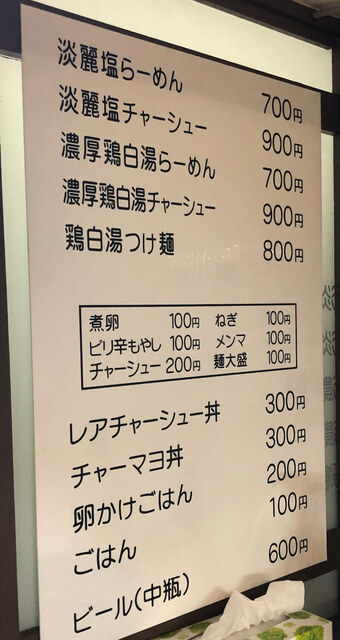 淡麗塩らーめん 700円
淡麗塩チャーシュー 900円
濃厚鶏白湯らーめん 700円
濃厚鶏白湯チャーシュー 900円
鶏白湯つけ麺 800円
煮卵 100円 ねぎ 100円
ピリ辛もやし 100円 メンマ 100円
チャーシュー 200円 麺大盛 100円
レアチャーシュー丼 300円
チャーマヨ丼 300円
卵かけごはん 200円
ごはん 100円
ビール(中瓶) 600円